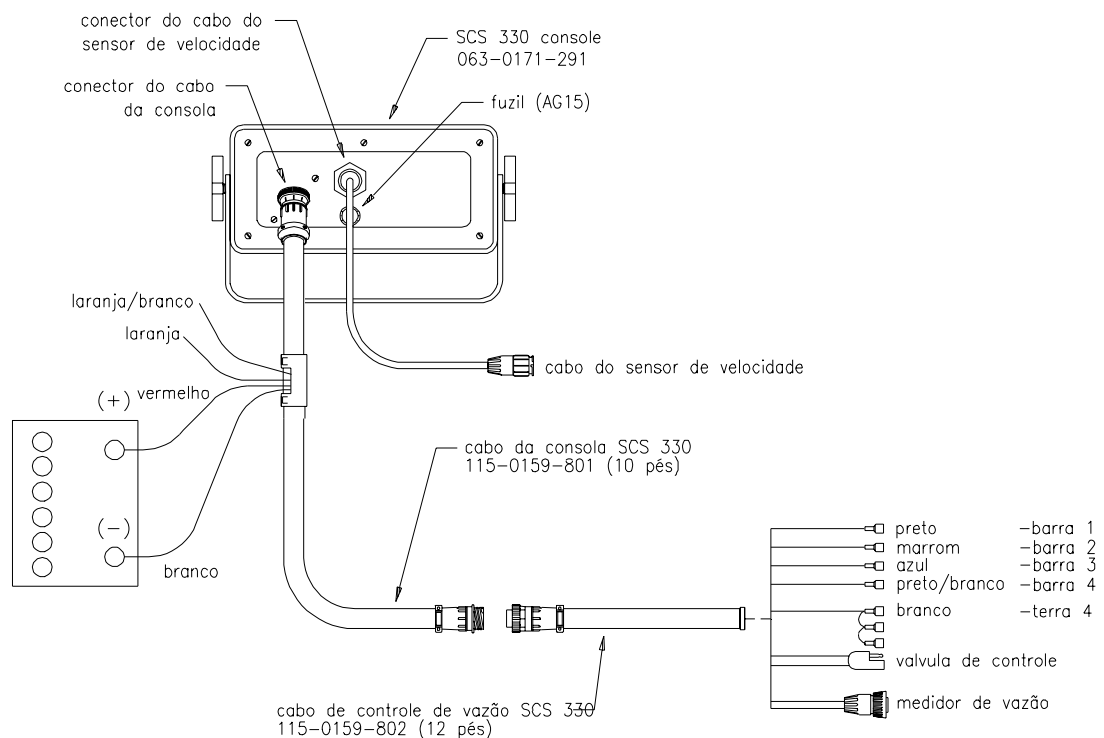 conector do cabo do
sensor de velocidade
SCS 330 console
063-0171-291
conector do cabo
da consola
fuzil (AG15)
laranja/branco
laranja
vermelho
(+)
cabo do sensor de velocidade
cabo da consola SCS 330
115-0159-801 (10 pés)
(-)
branco
preto -barra 1
marrom -barra 2
azul -barra 3
preto/branco -barra 4
branco -terra 4
valvula de controle
medidor de vazão
cabo de controle de vazão SCS 330
115-0159-802 (12 pés)